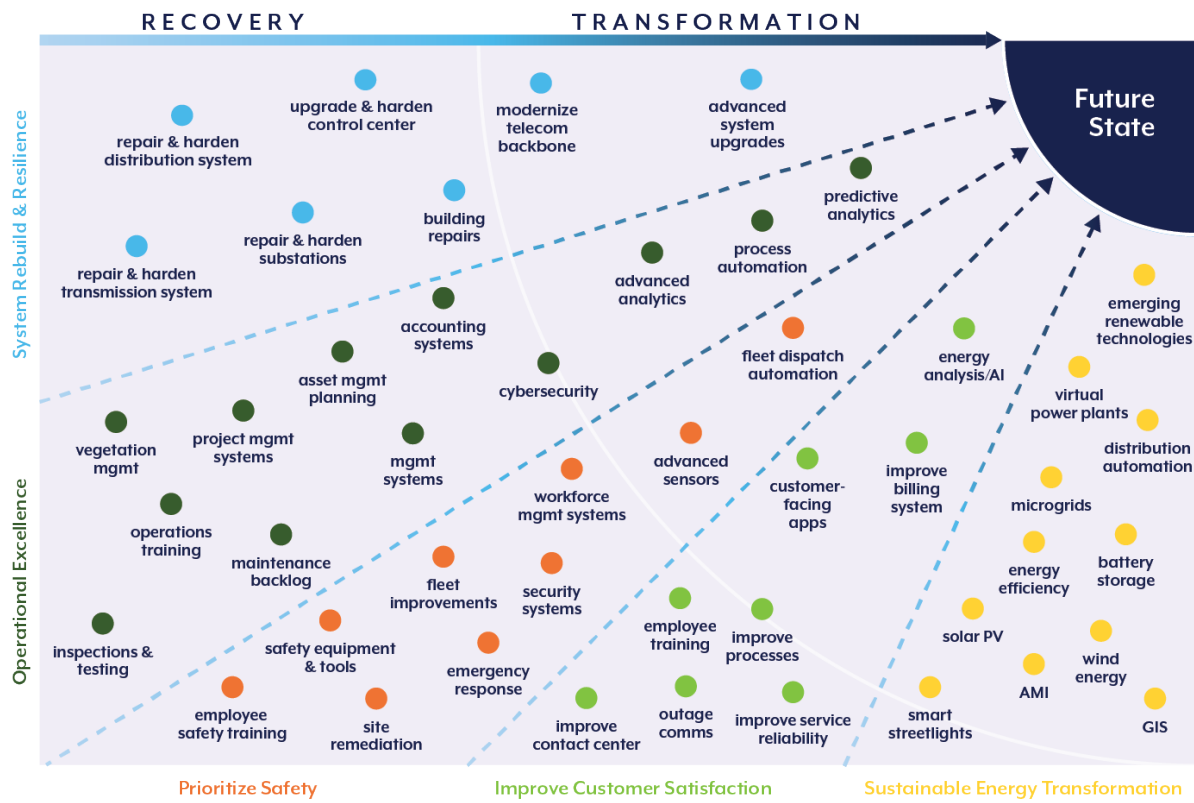 RECOVERY
TRANSFORMATION
Future
State
System Rebuild & Resilience
Operational Excellence
upgrade & harden
control center
repair & harden
distribution system
modernize
telecom
backbone
advanced
system
upgrades
building
repairs
repair & harden
substations
repair & harden
transmission system
predictive
analytics
process
automation
advanced
analytics
accounting
systems
asset mgmt
planning
cybersecurity
vegetation
mgmt
project mgmt
systems
mgmt
systems
operations
training
maintenance
backlog
inspections &
testing
fleet dispatch
automation
advanced
sensors
workforce
mgmt systems
fleet
improvements
security
systems
safety equipment
& tools
emergency
response
employee
safety training
site
remediation
energy
analysis/AI
improve
billing
system
customer-
facing
apps
employee
training
improve
processes
improve
contact center
outage
comms
improve service
reliability
emerging
renewable
technologies
virtual
power plants
distribution
automation
microgrids
energy
efficiency
battery
storage
solar PV
wind
energy
AMI
smart
streetlights
GIS
Prioritize Safety
Improve Customer Satisfaction
Sustainable Energy Transformation